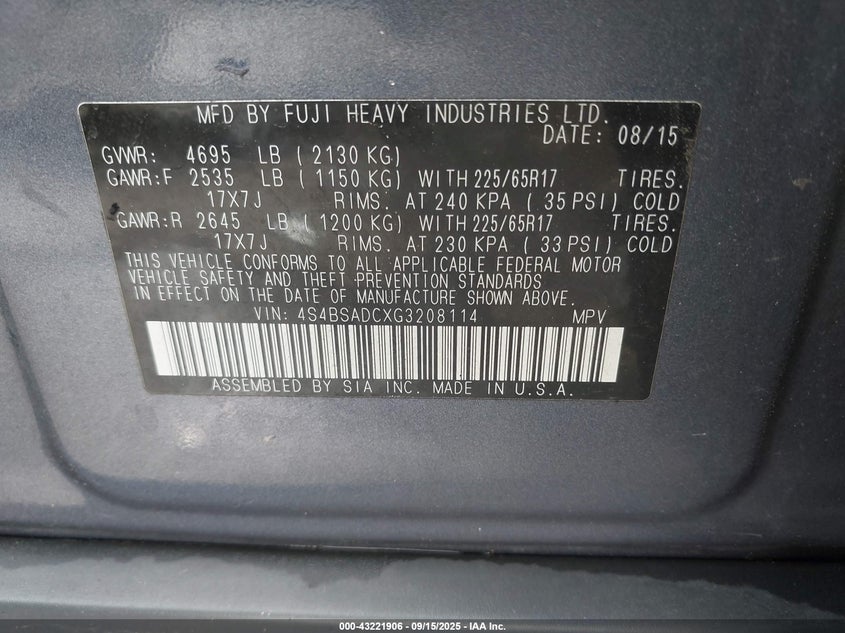 MFD BY FUJI HEAVY INDUSTRIES LTD.
DATE: 08/15
GVWR: 4695 LB ( 2130 KG)
GAWR:F 2535 LB ( 1150 KG) WITH 225/65R17 TIRES.
17X7J RIMS. AT 240 KPA ( 35 PSI) COLD
GAWR:R 2645 LB ( 1200 KG) WITH 225/65R17 TIRES.
17X7J RIMS. AT 230 KPA ( 33 PSI) COLD
THIS VEHICLE CONFORMS TO ALL APPLICABLE FEDERAL MOTOR
VEHICLE SAFETY AND THEFT PREVENTION STANDARDS
IN EFFECT ON THE DATE OF MANUFACTURE SHOWN ABOVE.
VIN: 4S4BSADCXG3208114 MPV
ASSEMBLED BY SIA INC. MADE IN U.S.A.
000-43221906 - 09/15/2025 - IAA Inc.